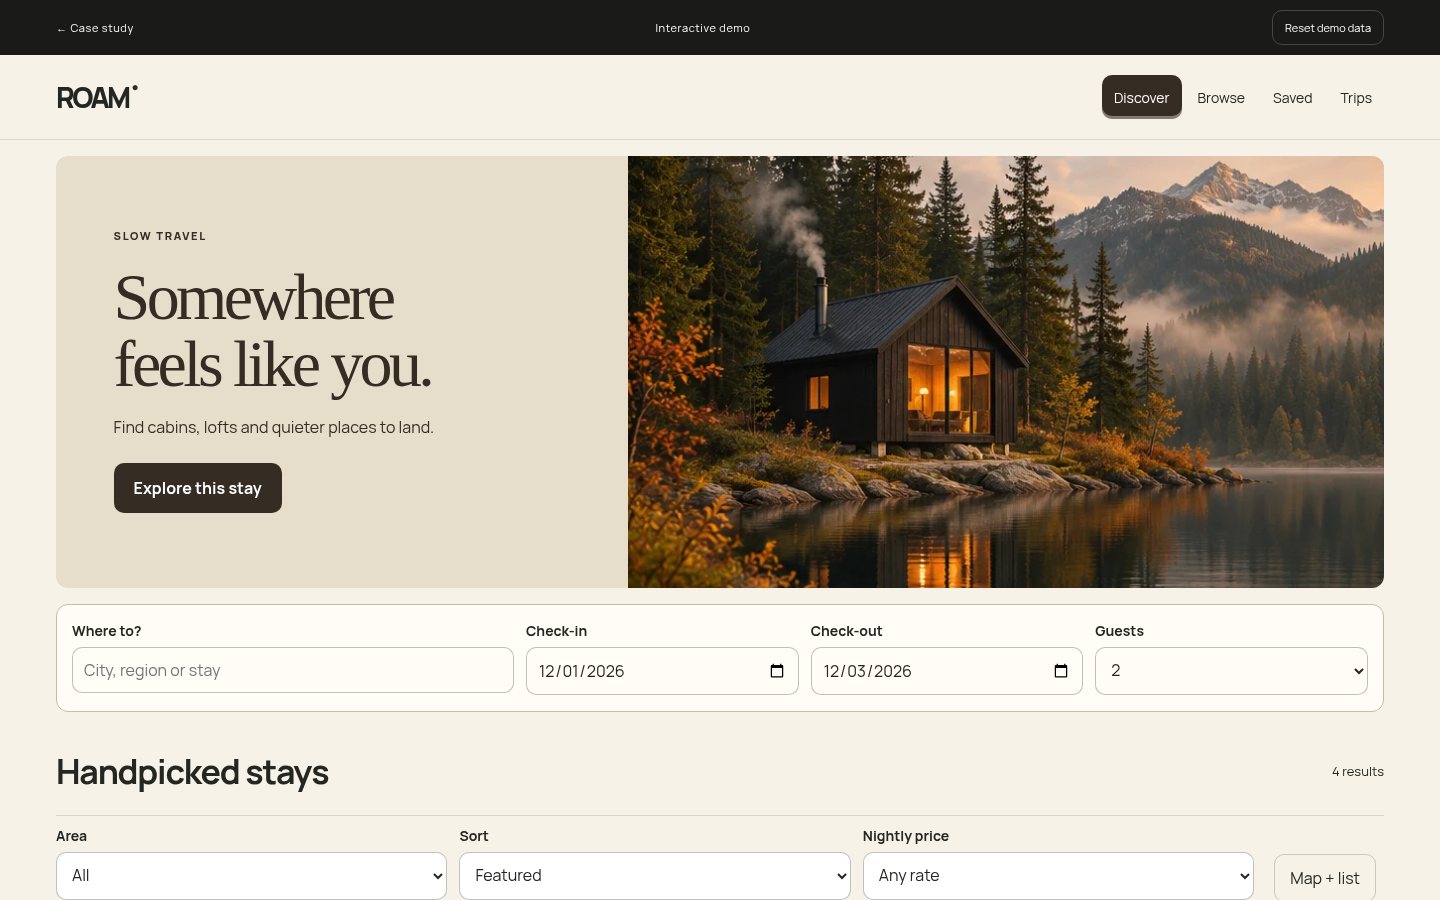 ← Case study
Interactive demo
Reset demo data
ROAM
Discover
Browse
Saved
Trips
SLOW TRAVEL
Somewhere
feels like you.
Find cabins, lofts and quieter places to land.
Explore this stay
Where to?
City, region or stay
Check-in
12/01/2026
Check-out
12/03/2026
Guests
2
Handpicked stays
4 results
Area
All
Sort
Featured
Nightly price
Any rate
Map + list